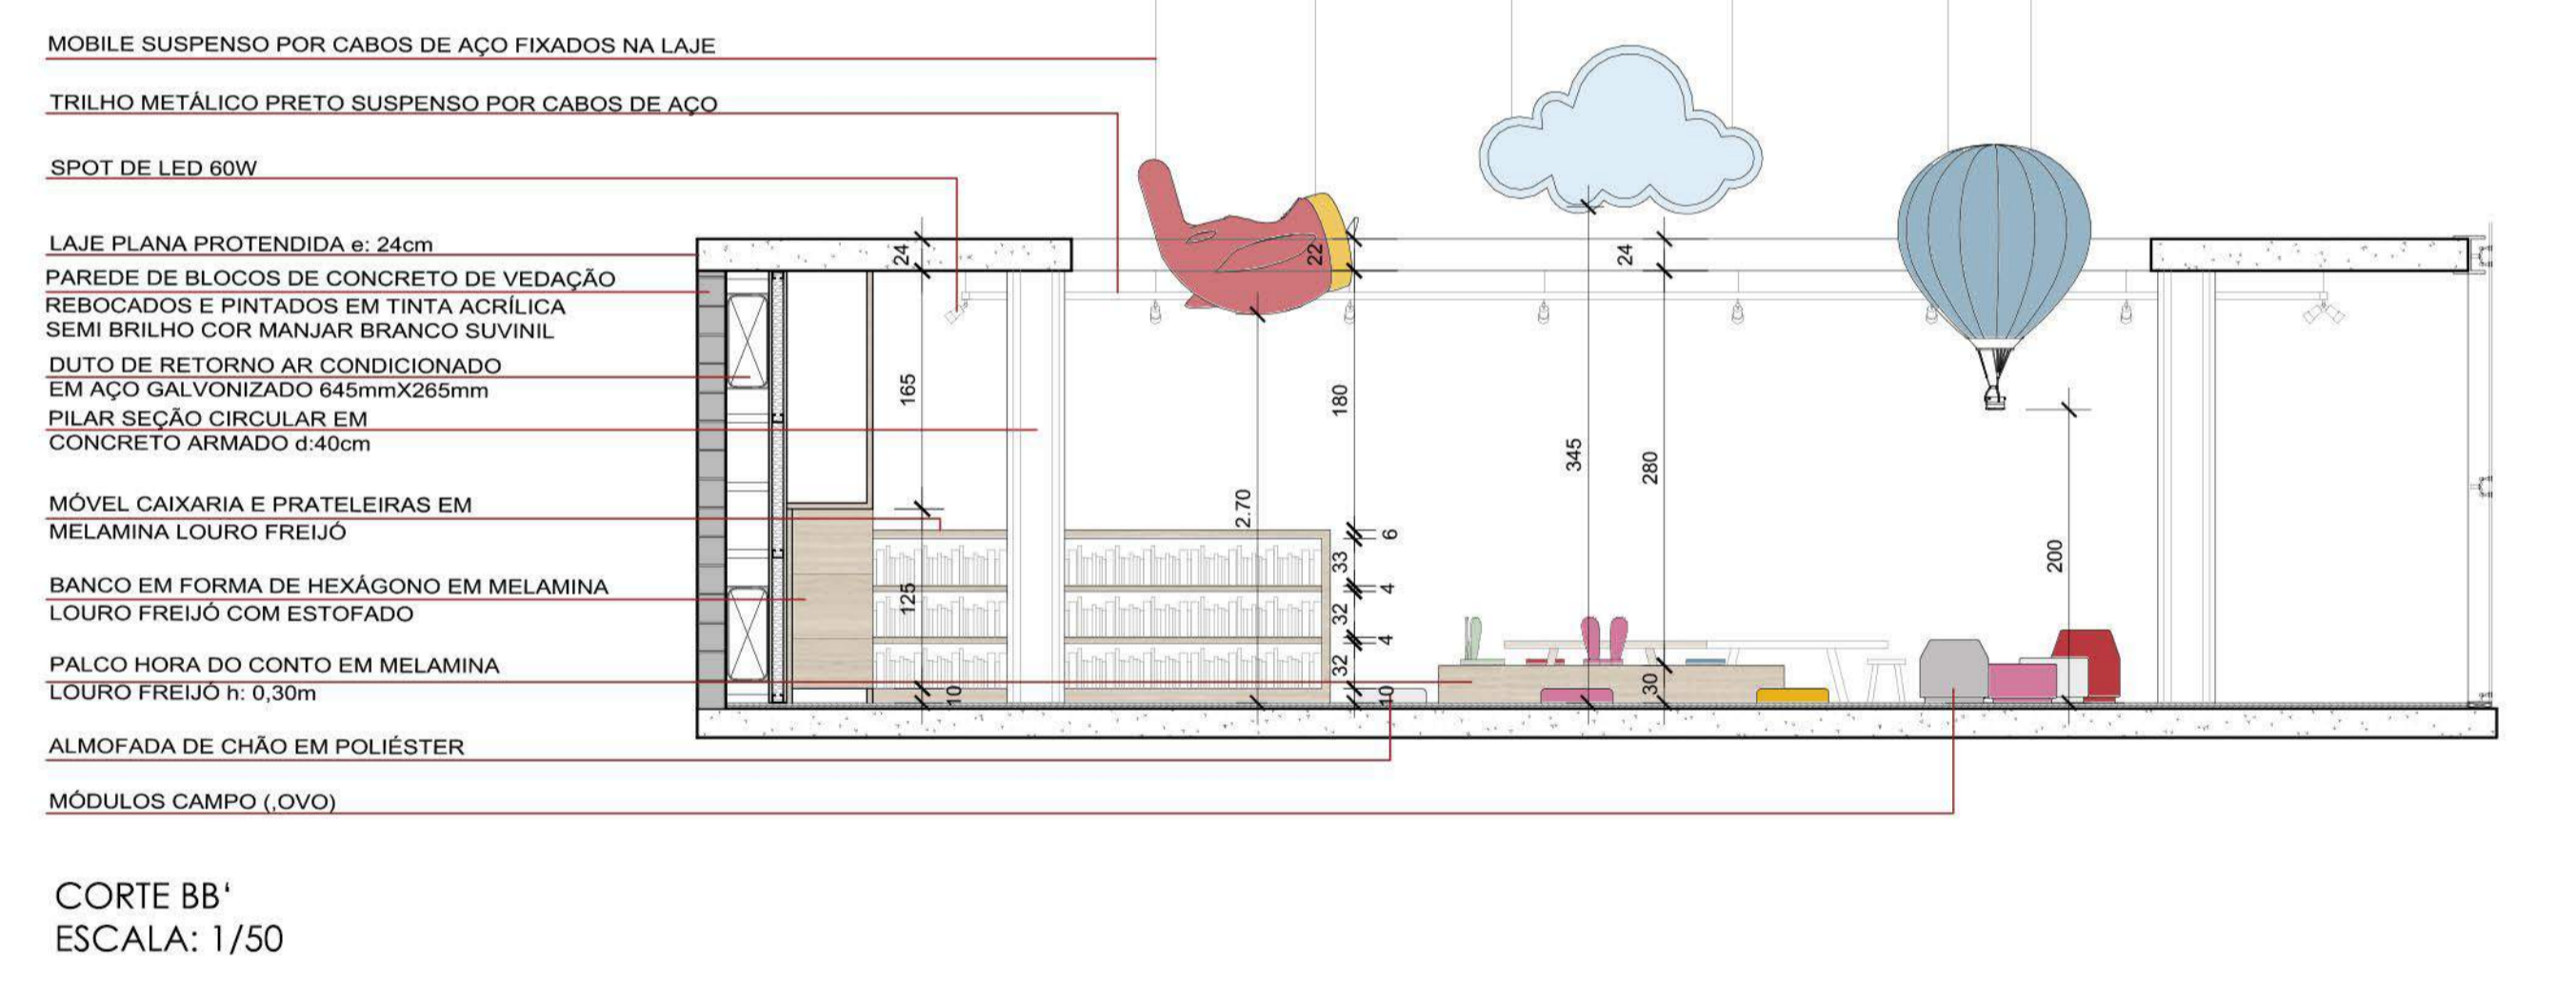 MOBILE SUSPENSO POR CABOS DE AÇO FIXADOS NA LAJE
TRILHO METÁLICO PRETO SUSPENSO POR CABOS DE AÇO
SPOT DE LED 60W
LAJE PLANA PROTENDIDA e: 24cm
PAREDE DE BLOCOS DE CONCRETO DE VEDAÇÃO
REBOCADOS E PINTADOS EM TINTA ACRÍLICA
SEMI BRILHO COR MANJAR BRANCO SUVINIL
DUTO DE RETORNO AR CONDICIONADO
EM AÇO GALVONIZADO 645mmX265mm
PILAR SEÇÃO CIRCULAR EM
CONCRETO ARMADO d:40cm
MÓVEL CAIXARIA E PRATELEIRAS EM
MELAMINA LOURO FREIJÓ
BANCO EM FORMA DE HEXÁGONO EM MELAMINA
LOURO FREIJÓ COM ESTOFADO
PALCO HORA DO CONTO EM MELAMINA
LOURO FREIJÓ h: 0,30m
ALMOFADA DE CHÃO EM POLIÉSTER
MÓDULOS CAMPO (,OVO)
24
165
125
10
2.70
22
180
6
33
4
32
4
32
10
345
24
280
30
200
CORTE BB'
ESCALA: 1/50